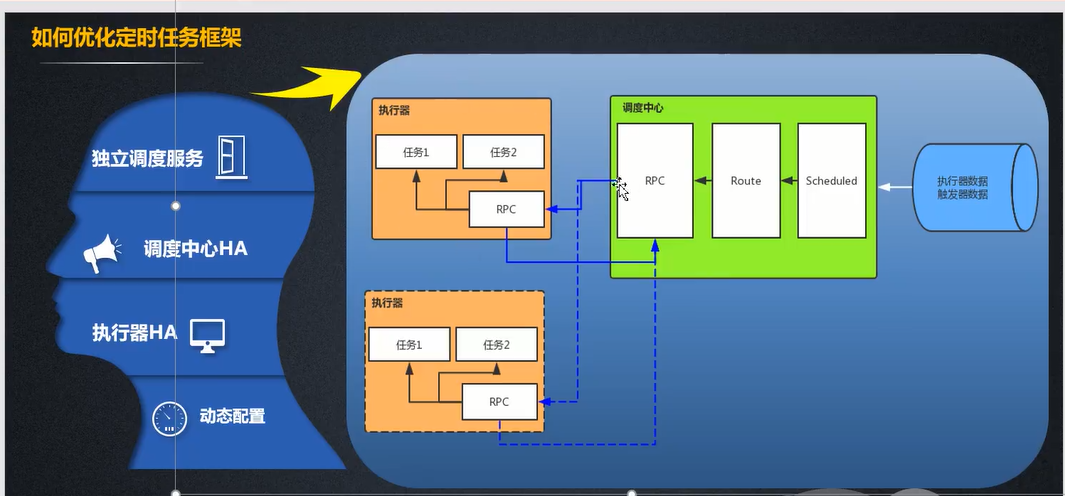 如何优化定时任务框架
独立调度服务
调度中心HA
执行器HA
动态配置
执行器
任务1
任务2
RPC
执行器
任务1
任务2
RPC
调度中心
RPC
Route
Scheduled
执行器数据
触发器数据